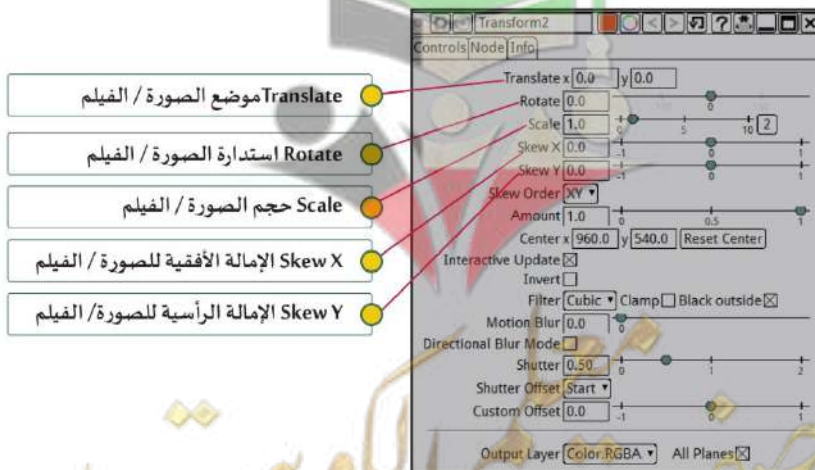 Transform2
Controls Node Info
Translate x 0.0 y 0.0
Rotate 0.0 0
Scale 1.0 0 5 10 2
Skew X 0.0 -1 0 1
Skew Y 0.0 -1 0 1
Skew Order XY
Amount 1.0 0 0.5 1
Center x 960.0 y 540.0 Reset Center
Interactive Update
Invert
Filter Cubic Clamp Black outside
Motion Blur 0.0 0
Directional Blur Mode
Shutter 0.50 0 1 2
Shutter Offset Start
Custom Offset 0.0 -1 0 1
Output Layer Color.RGBA All Planes
Translate موضع الصورة / الفيلم
Rotate استدارة الصورة / الفيلم
Scale حجم الصورة / الفيلم
Skew X الإمالة الأفقية للصورة / الفيلم
Skew Y الإمالة الرأسية للصورة/ الفيلم